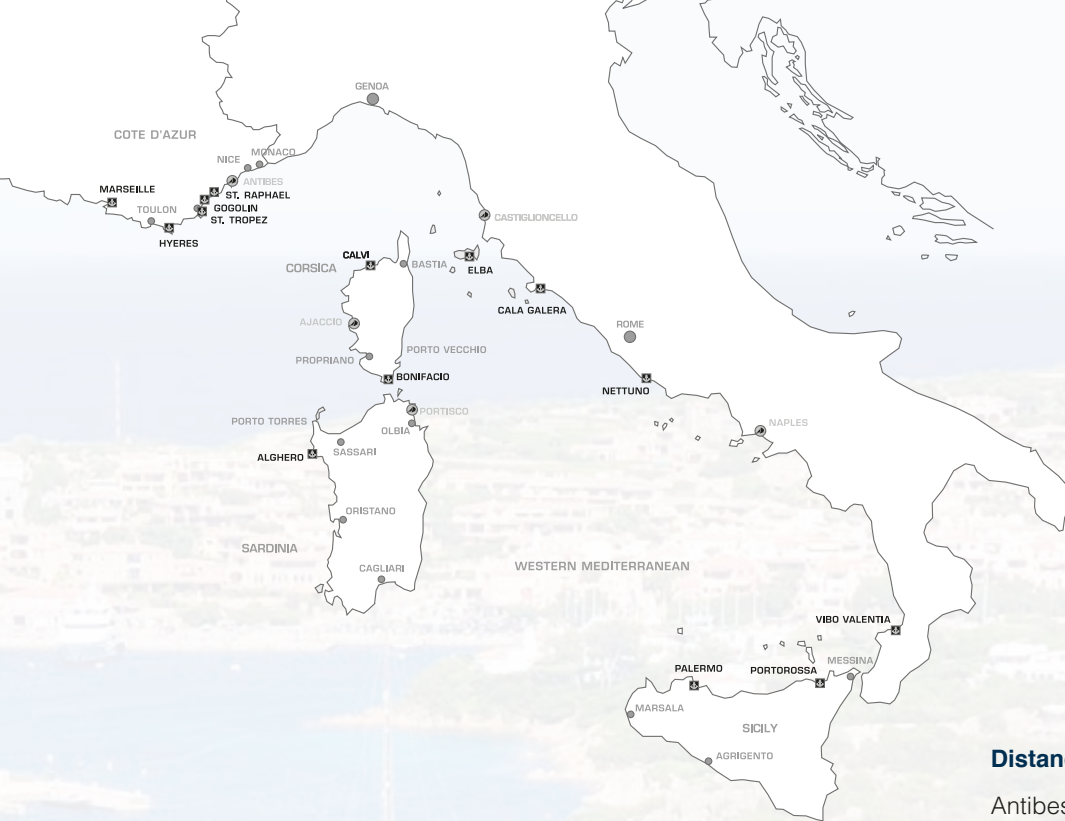 GENOA
COTE D'AZUR
MONACO
NICE
ANTIBES
MARSEILLE
ST. RAPHAEL
GOGOLIN
TOULON
ST. TROPEZ
CASTIGLIONCELLO
HYERES
CALVI
BASTIA
CORSICA
ELBA
CALA GALERA
AJACCIO
ROME
PORTO VECCHIO
PROPRIANO
BONIFACIO
NETTUNO
PORTISCO
PORTO TORRES
NAPLES
OLBIA
SASSARI
ALGHERO
ORISTANO
SARDINIA
WESTERN MEDITERRANEAN
CAGLIARI
VIBO VALENTIA
MESSINA
PALERMO
PORTOROSSA
MARSALA
SICILY
AGRIGENTO
Distan
Antibes